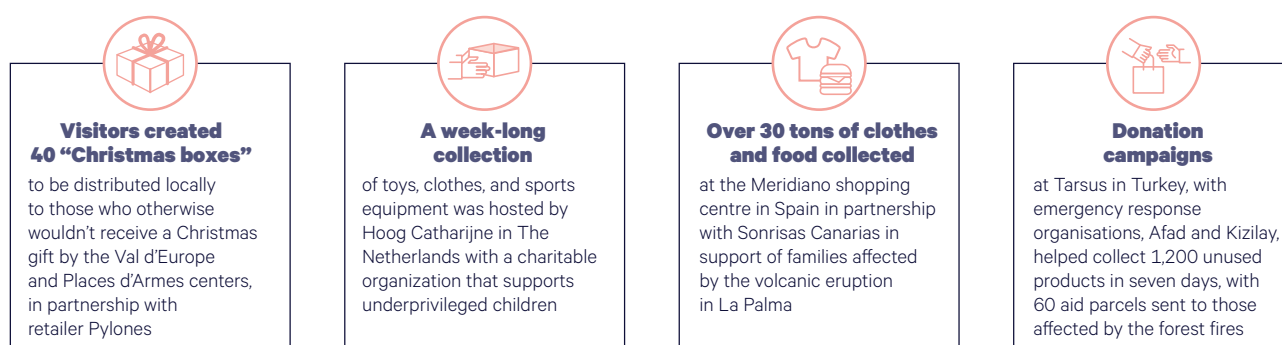 Visitors created
40 “Christmas boxes”
to be distributed locally
to those who otherwise
wouldn’t receive a Christmas
gift by the Val d’Europe
and Places d’Armes centers,
in partnership with
retailer Pylones
A week-long
collection
of toys, clothes, and sports
equipment was hosted by
Hoog Catharijne in The
Netherlands with a charitable
organization that supports
underprivileged children
Over 30 tons of clothes
and food collected
at the Meridiano shopping
centre in Spain in partnership
with Sonrisas Canarias in
support of families affected
by the volcanic eruption
in La Palma
Donation
campaigns
at Tarsus in Turkey, with
emergency response
organisations, Afad and Kizilay,
helped collect 1,200 unused
products in seven days, with
60 aid parcels sent to those
affected by the forest fires